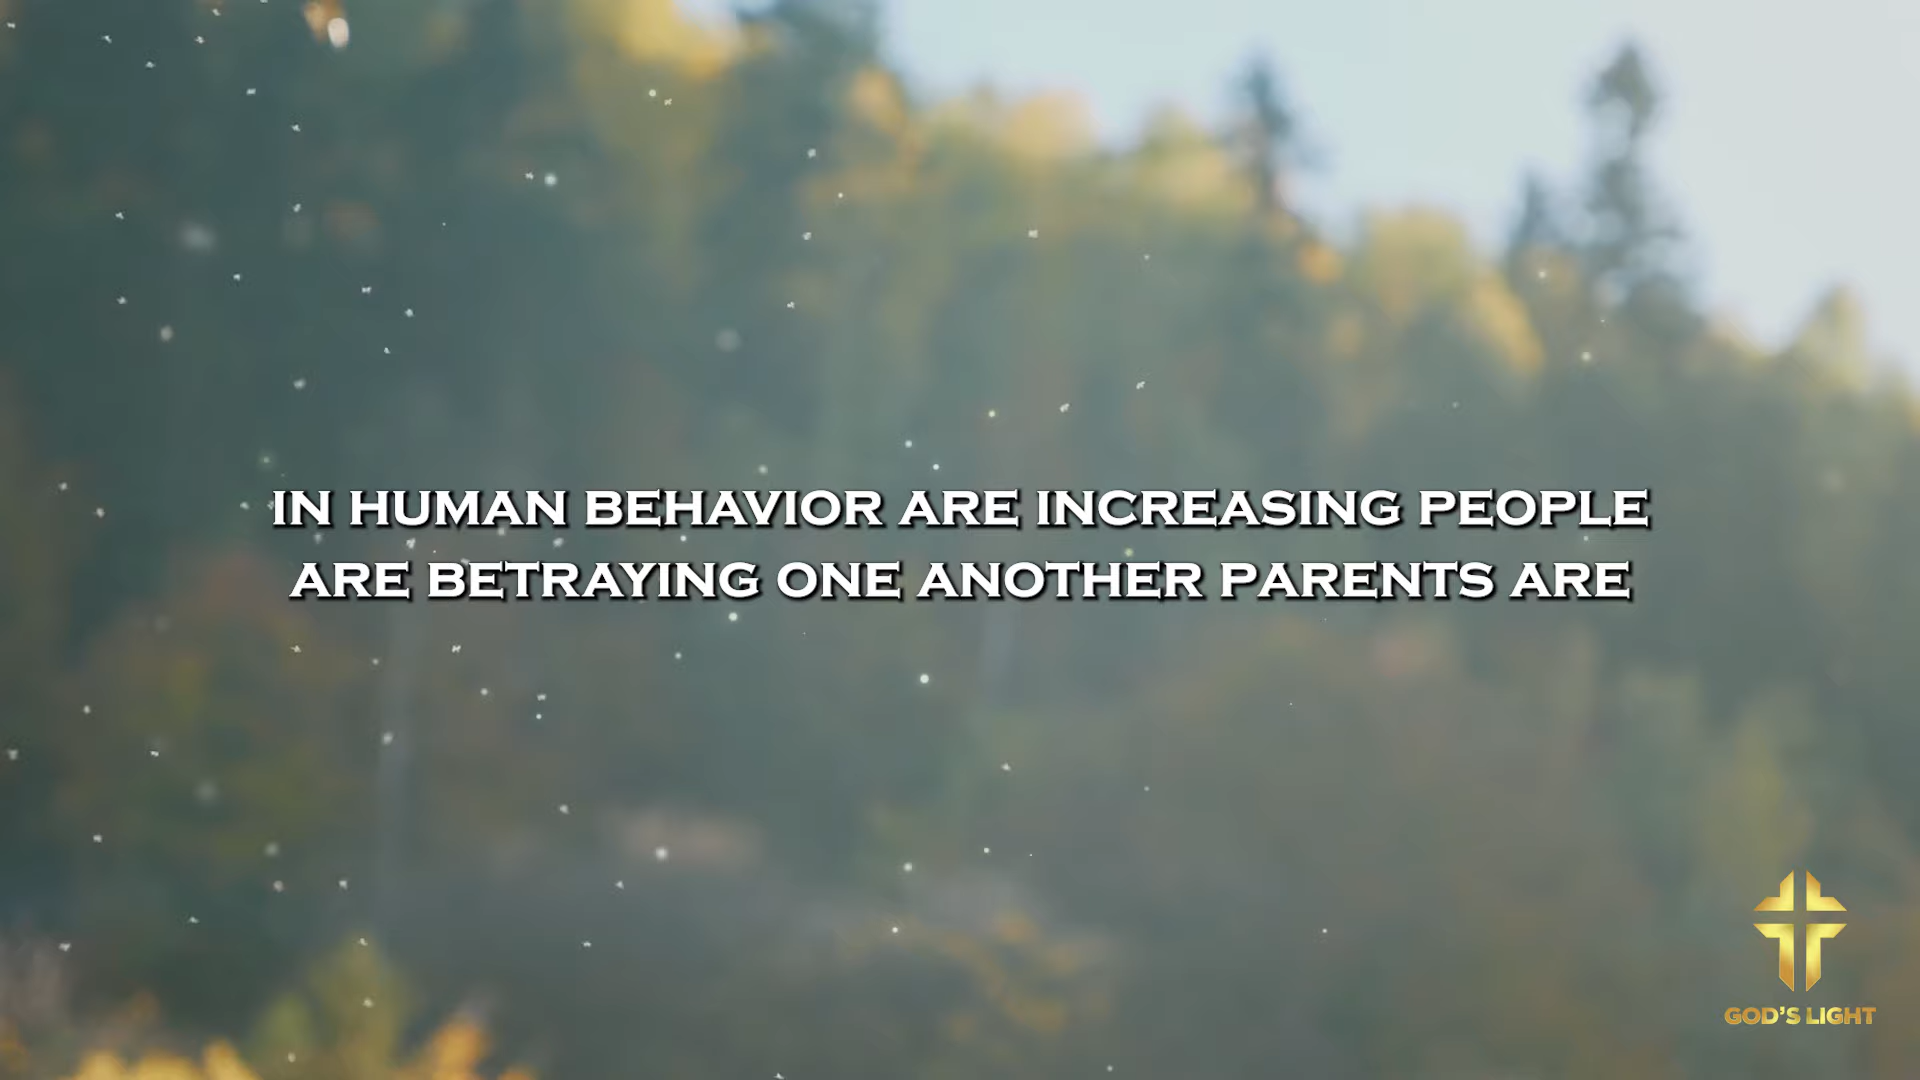 IN HUMAN BEHAVIOR ARE INCREASING PEOPLE
ARE BETRAYING ONE ANOTHER PARENTS ARE
GOD'S LIGHT